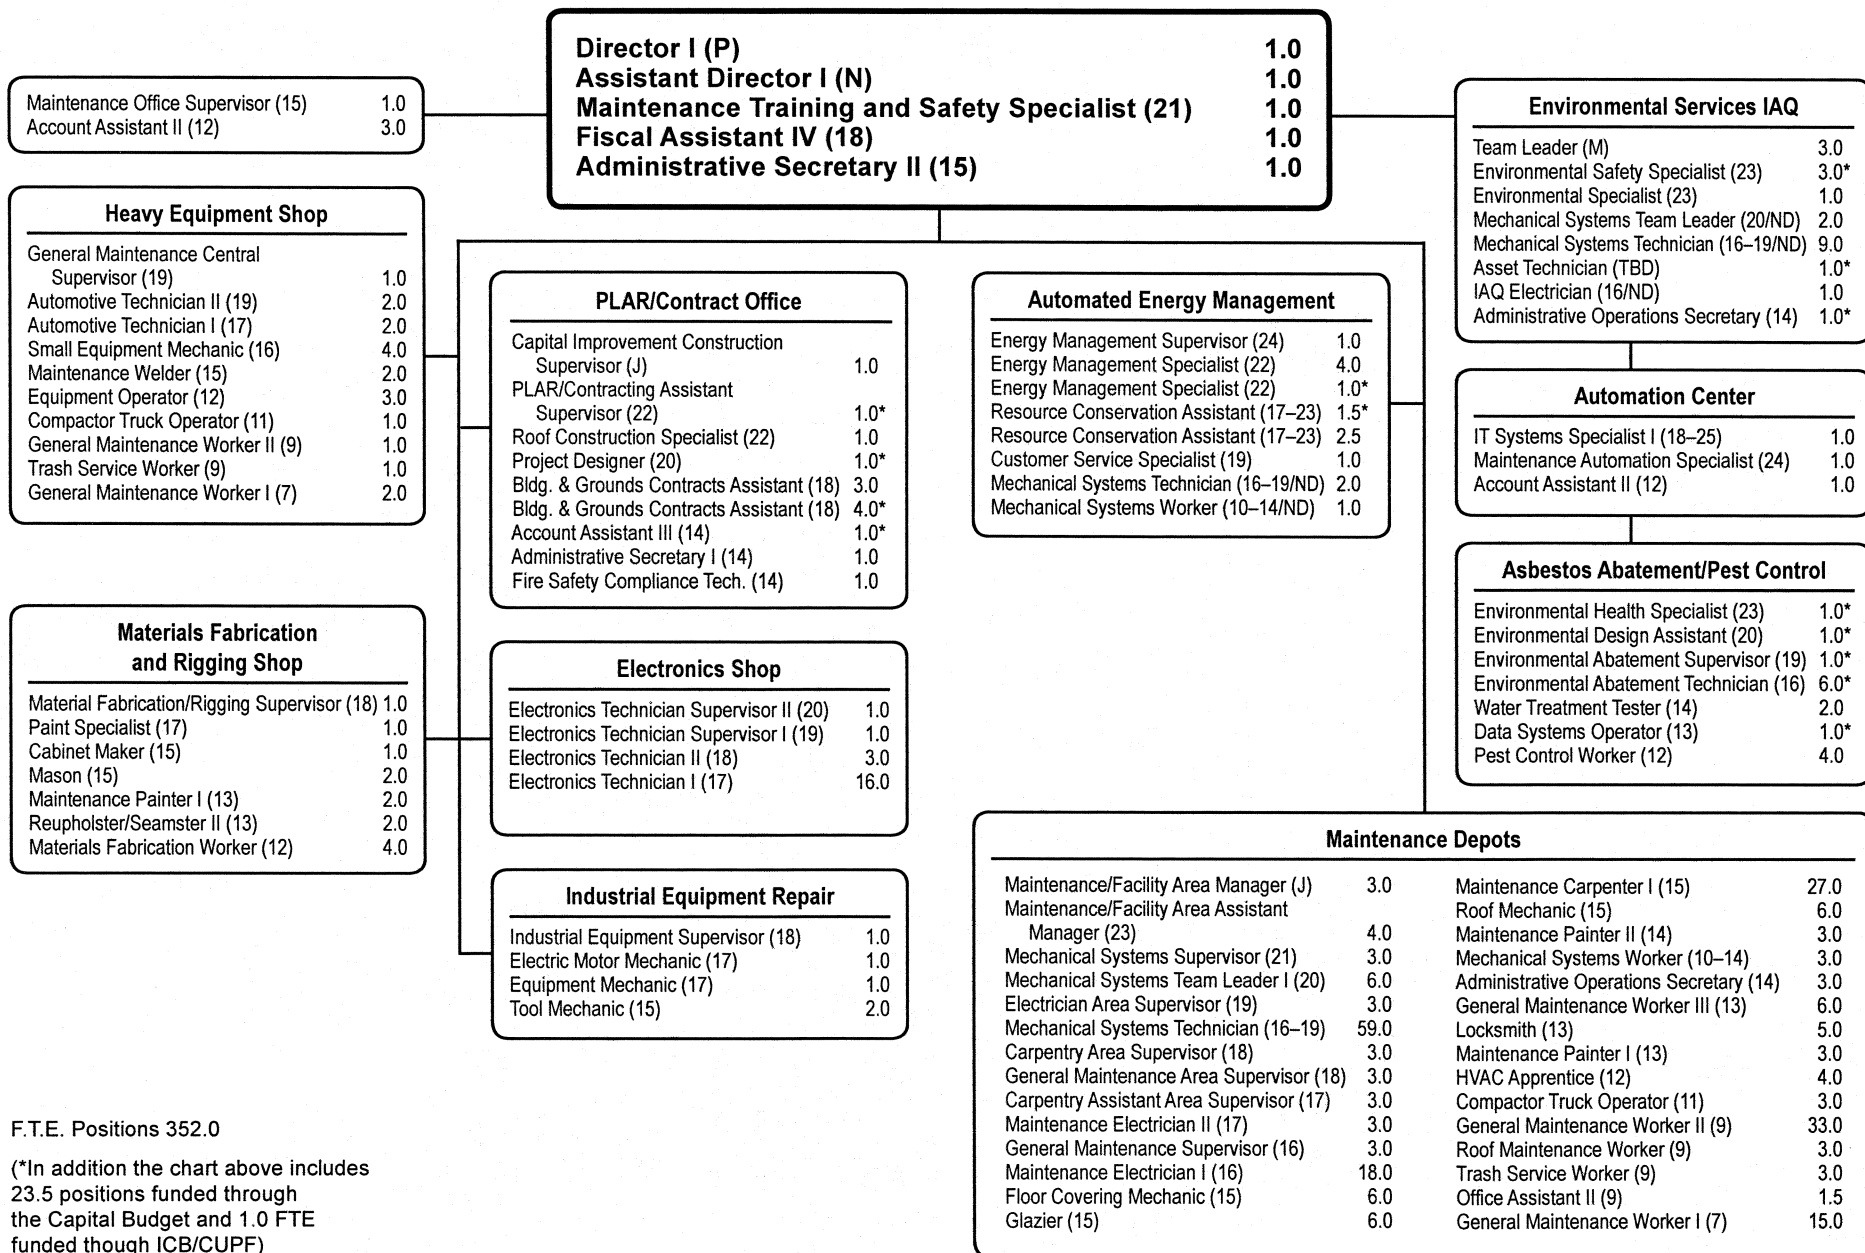 Director I (P) 1.0
Assistant Director I (N) 1.0
Maintenance Training and Safety Specialist (21) 1.0
Fiscal Assistant IV (18) 1.0
Administrative Secretary II (15) 1.0
Maintenance Office Supervisor (15) 1.0
Account Assistant II (12) 3.0
Heavy Equipment Shop
General Maintenance Central
Supervisor (19) 1.0
Automotive Technician II (19) 2.0
Automotive Technician I (17) 2.0
Small Equipment Mechanic (16) 4.0
Maintenance Welder (15) 2.0
Equipment Operator (12) 3.0
Compactor Truck Operator (11) 1.0
General Maintenance Worker II (9) 1.0
Trash Service Worker (9) 1.0
General Maintenance Worker I (7) 2.0
Materials Fabrication
and Rigging Shop
Material Fabrication/Rigging Supervisor (18) 1.0
Paint Specialist (17) 1.0
Cabinet Maker (15) 1.0
Mason (15) 2.0
Maintenance Painter I (13) 2.0
Reupholster/Seamster II (13) 2.0
Materials Fabrication Worker (12) 4.0
PLAR/Contract Office
Capital Improvement Construction
Supervisor (J) 1.0
PLAR/Contracting Assistant
Supervisor (22) 1.0*
Roof Construction Specialist (22) 1.0
Project Designer (20) 1.0*
Bldg. & Grounds Contracts Assistant (18) 3.0
Bldg. & Grounds Contracts Assistant (18) 4.0*
Account Assistant III (14) 1.0*
Administrative Secretary I (14) 1.0
Fire Safety Compliance Tech. (14) 1.0
Electronics Shop
Electronics Technician Supervisor II (20) 1.0
Electronics Technician Supervisor I (19) 1.0
Electronics Technician II (18) 3.0
Electronics Technician I (17) 16.0
Industrial Equipment Repair
Industrial Equipment Supervisor (18) 1.0
Electric Motor Mechanic (17) 1.0
Equipment Mechanic (17) 1.0
Tool Mechanic (15) 2.0
Automated Energy Management
Energy Management Supervisor (24) 1.0
Energy Management Specialist (22) 4.0
Energy Management Specialist (22) 1.0*
Resource Conservation Assistant (17–23) 1.5*
Resource Conservation Assistant (17–23) 2.5
Customer Service Specialist (19) 1.0
Mechanical Systems Technician (16–19/ND) 2.0
Mechanical Systems Worker (10–14/ND) 1.0
Environmental Services IAQ
Team Leader (M) 3.0
Environmental Safety Specialist (23) 3.0*
Environmental Specialist (23) 1.0
Mechanical Systems Team Leader (20/ND) 2.0
Mechanical Systems Technician (16–19/ND) 9.0
Asset Technician (TBD) 1.0*
IAQ Electrician (16/ND) 1.0
Administrative Operations Secretary (14) 1.0*
Automation Center
IT Systems Specialist I (18–25) 1.0
Maintenance Automation Specialist (24) 1.0
Account Assistant II (12) 1.0
Asbestos Abatement/Pest Control
Environmental Health Specialist (23) 1.0*
Environmental Design Assistant (20) 1.0*
Environmental Abatement Supervisor (19) 1.0*
Environmental Abatement Technician (16) 6.0*
Water Treatment Tester (14) 2.0
Data Systems Operator (13) 1.0*
Pest Control Worker (12) 4.0
Maintenance Depots
Maintenance/Facility Area Manager (J) 3.0
Maintenance/Facility Area Assistant
Manager (23) 4.0
Mechanical Systems Supervisor (21) 3.0
Mechanical Systems Team Leader I (20) 6.0
Electrician Area Supervisor (19) 3.0
Mechanical Systems Technician (16–19) 59.0
Carpentry Area Supervisor (18) 3.0
General Maintenance Area Supervisor (18) 3.0
Carpentry Assistant Area Supervisor (17) 3.0
Maintenance Electrician II (17) 3.0
General Maintenance Supervisor (16) 3.0
Maintenance Electrician I (16) 18.0
Floor Covering Mechanic (15) 6.0
Glazier (15) 6.0
Maintenance Carpenter I (15) 27.0
Roof Mechanic (15) 6.0
Maintenance Painter II (14) 3.0
Mechanical Systems Worker (10–14) 3.0
Administrative Operations Secretary (14) 3.0
General Maintenance Worker III (13) 6.0
Locksmith (13) 5.0
Maintenance Painter I (13) 3.0
HVAC Apprentice (12) 4.0
Compactor Truck Operator (11) 3.0
General Maintenance Worker II (9) 33.0
Roof Maintenance Worker (9) 3.0
Trash Service Worker (9) 3.0
Office Assistant II (9) 1.5
General Maintenance Worker I (7) 15.0
F.T.E. Positions 352.0
(*In addition the chart above includes
23.5 positions funded through
the Capital Budget and 1.0 FTE
funded though ICB/CUPF)